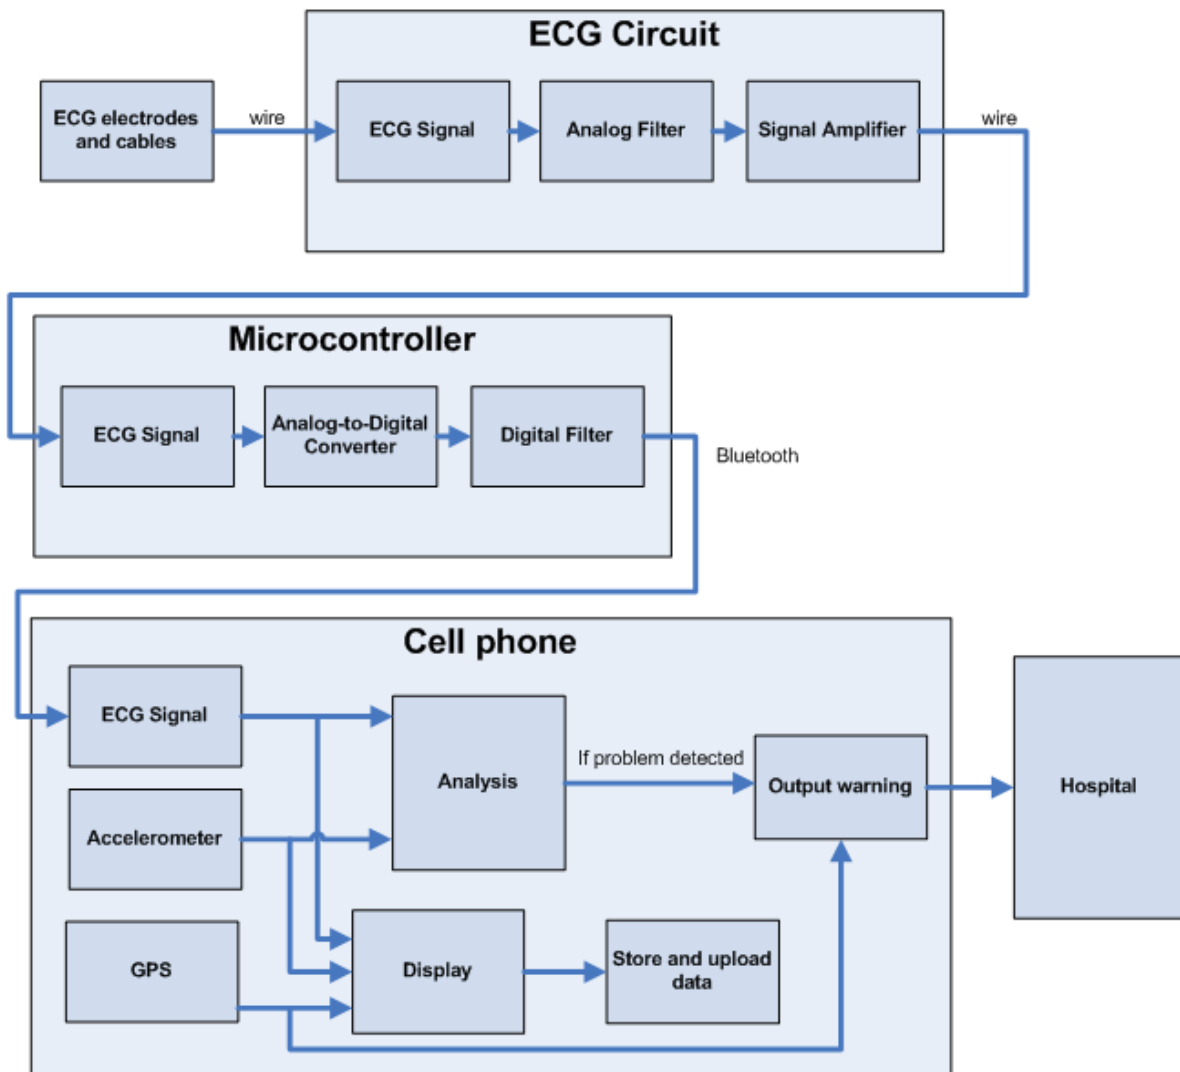 ECG Circuit
ECG electrodes
and cables
wire
ECG Signal
Analog Filter
Signal Amplifier
wire
Microcontroller
ECG Signal
Analog-to-Digital
Converter
Digital Filter
Bluetooth
Cell phone
ECG Signal
Analysis
If problem detected
Output warning
Hospital
Accelerometer
GPS
Display
Store and upload
data